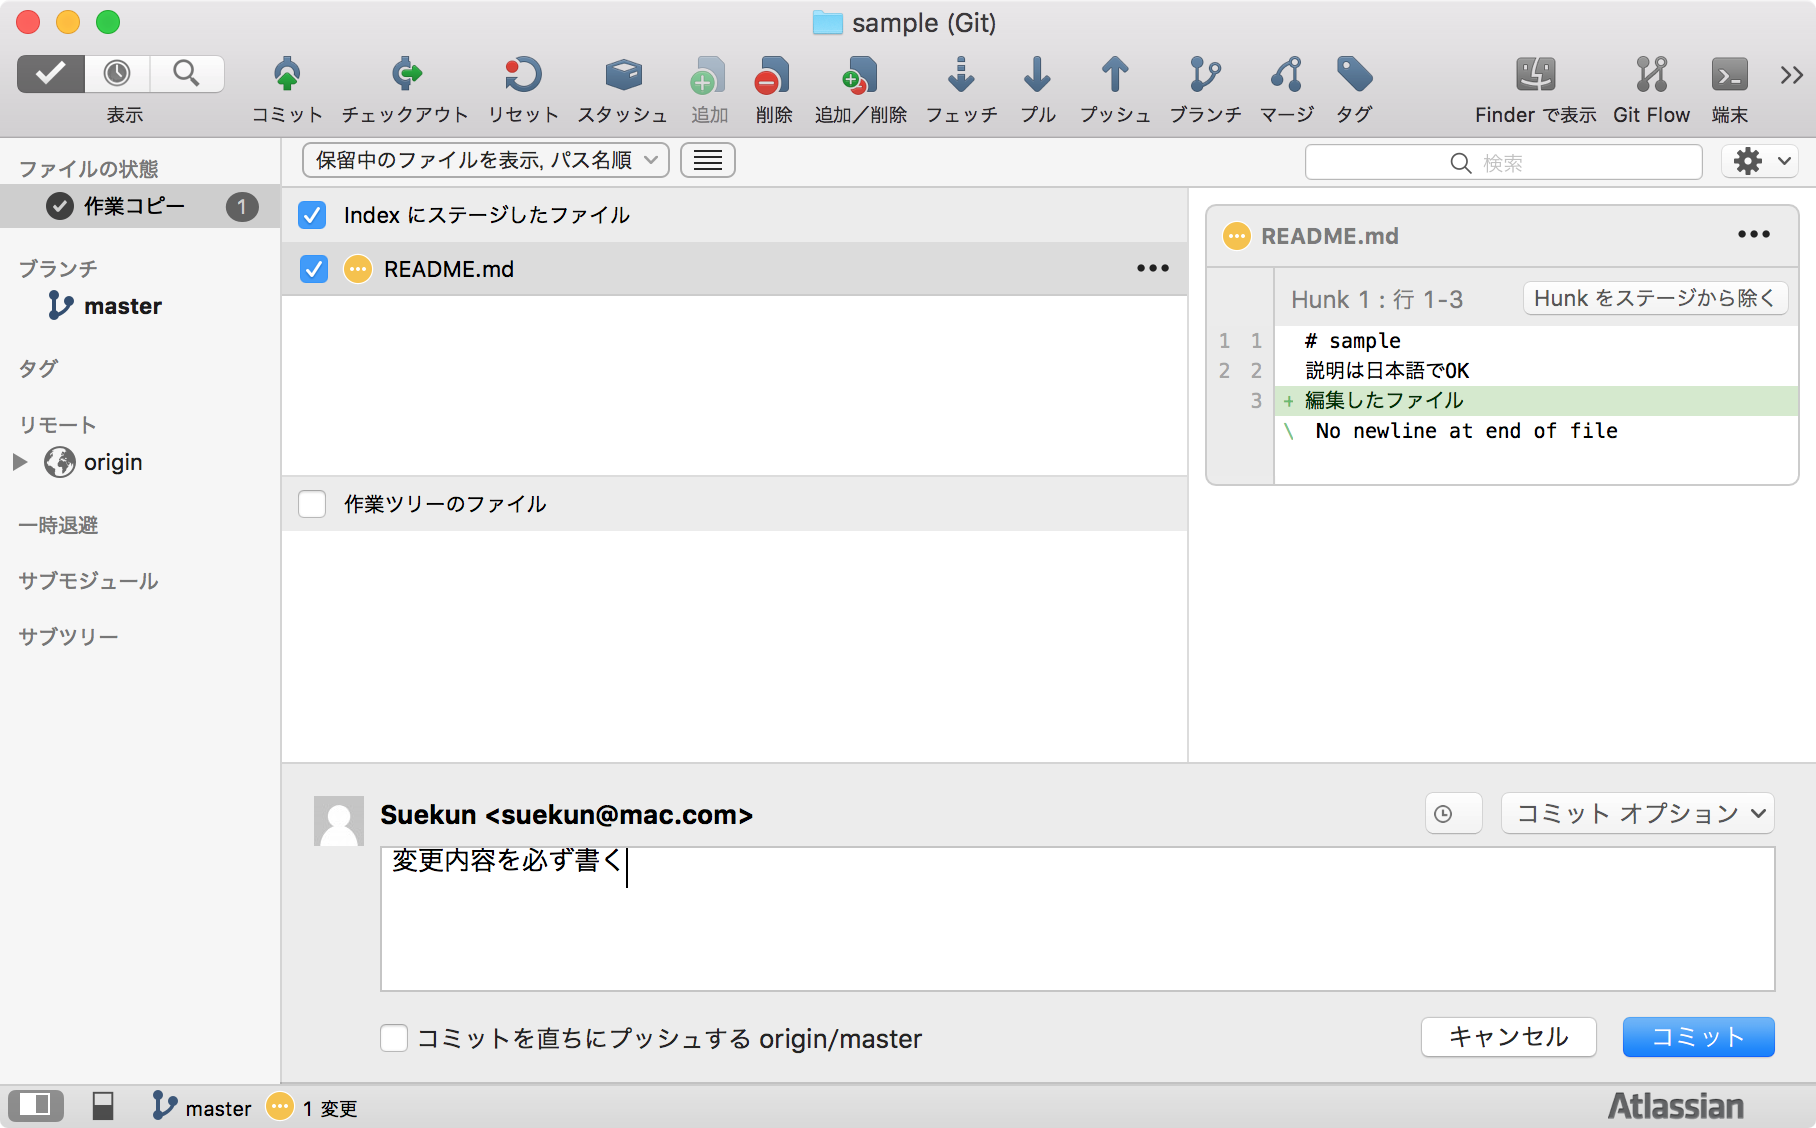 sample (Git)
表示
コミット
チェックアウト
リセット
スタッシュ
追加
削除
追加／削除
フェッチ
プル
プッシュ
ブランチ
マージ
タグ
Finder で表示
Git Flow
端末
ファイルの状態
作業コピー 1
ブランチ
master
タグ
リモート
origin
一時退避
サブモジュール
サブツリー
保留中のファイルを表示, パス名順
検索
Index にステージしたファイル
README.md
作業ツリーのファイル
README.md
Hunk 1 : 行 1-3
Hunk をステージから除く
1 1 # sample
2 2 説明は日本語でOK
3 + 編集したファイル
\ No newline at end of file
Suekun <suekun@mac.com>
コミット オプション
変更内容を必ず書く
コミットを直ちにプッシュする origin/master
キャンセル
コミット
master
1 変更
Atlassian